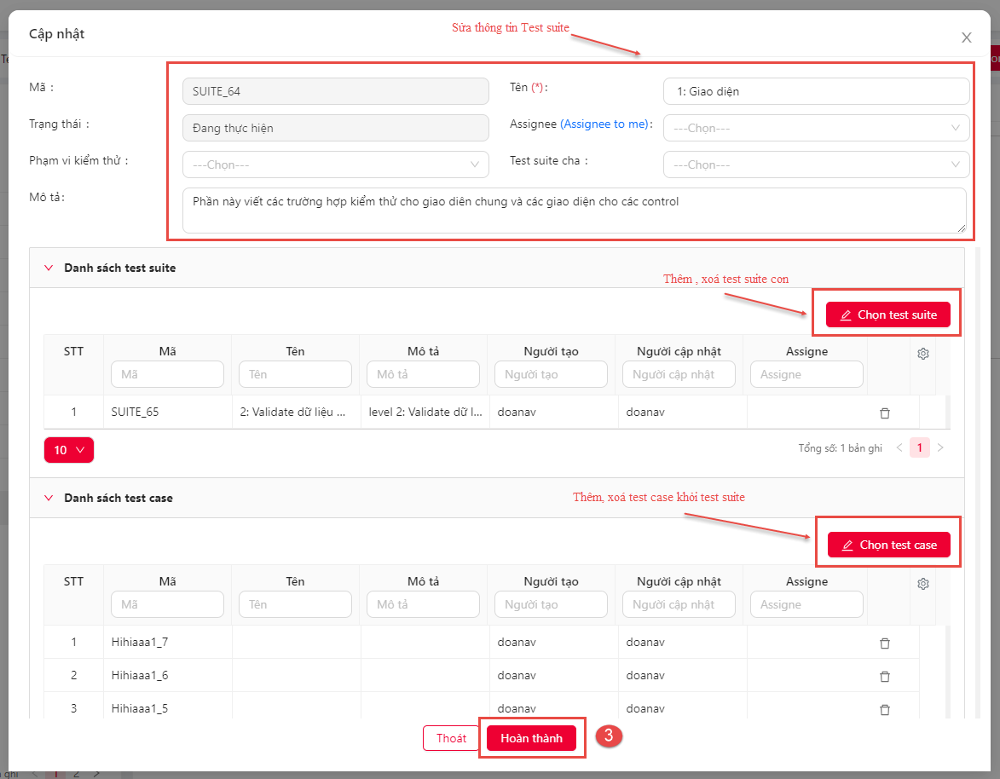 Sửa thông tin Test suite
Cập nhật
Mã :
SUITE_64
Tên (*):
1: Giao diện
Trạng thái :
Đang thực hiện
Assignee (Assignee to me):
---Chọn---
Phạm vi kiểm thử :
---Chọn---
Test suite cha :
---Chọn---
Mô tả:
Phần này viết các trường hợp kiểm thử cho giao diên chung và các giao diện cho các control
Danh sách test suite
Thêm , xoá test suite con
Chọn test suite
STT Mã Tên Mô tả Người tạo Người cập nhật Assigne
Mã Tên Mô tả Người tạo Người cập nhật Assigne
1 SUITE_65 2: Validate dữ liệu ... level 2: Validate dữ l... doanav doanav
10
Tổng số: 1 bản ghi < 1 >
Danh sách test case
Thêm, xoá test case khỏi test suite
Chọn test case
STT Mã Tên Mô tả Người tạo Người cập nhật Assigne
Mã Tên Mô tả Người tạo Người cập nhật Assigne
1 Hihiaaa1_7 doanav doanav
2 Hihiaaa1_6 doanav doanav
3 Hihiaaa1_5 doanav doanav
Thoát
Hoàn thành
3
ghi < 1 2 >